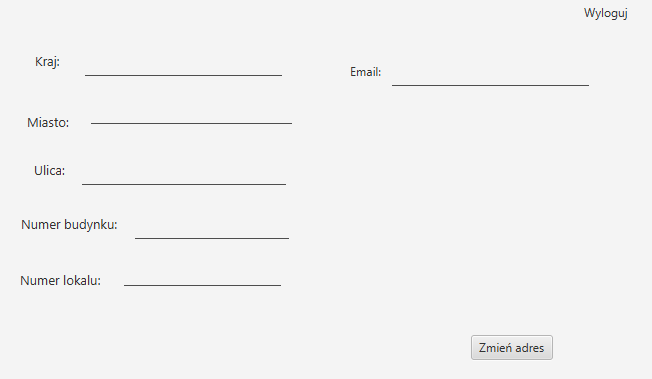 Wyloguj
Kraj:
Email:
Miasto:
Ulica:
Numer budynku:
Numer lokalu:
Zmień adres